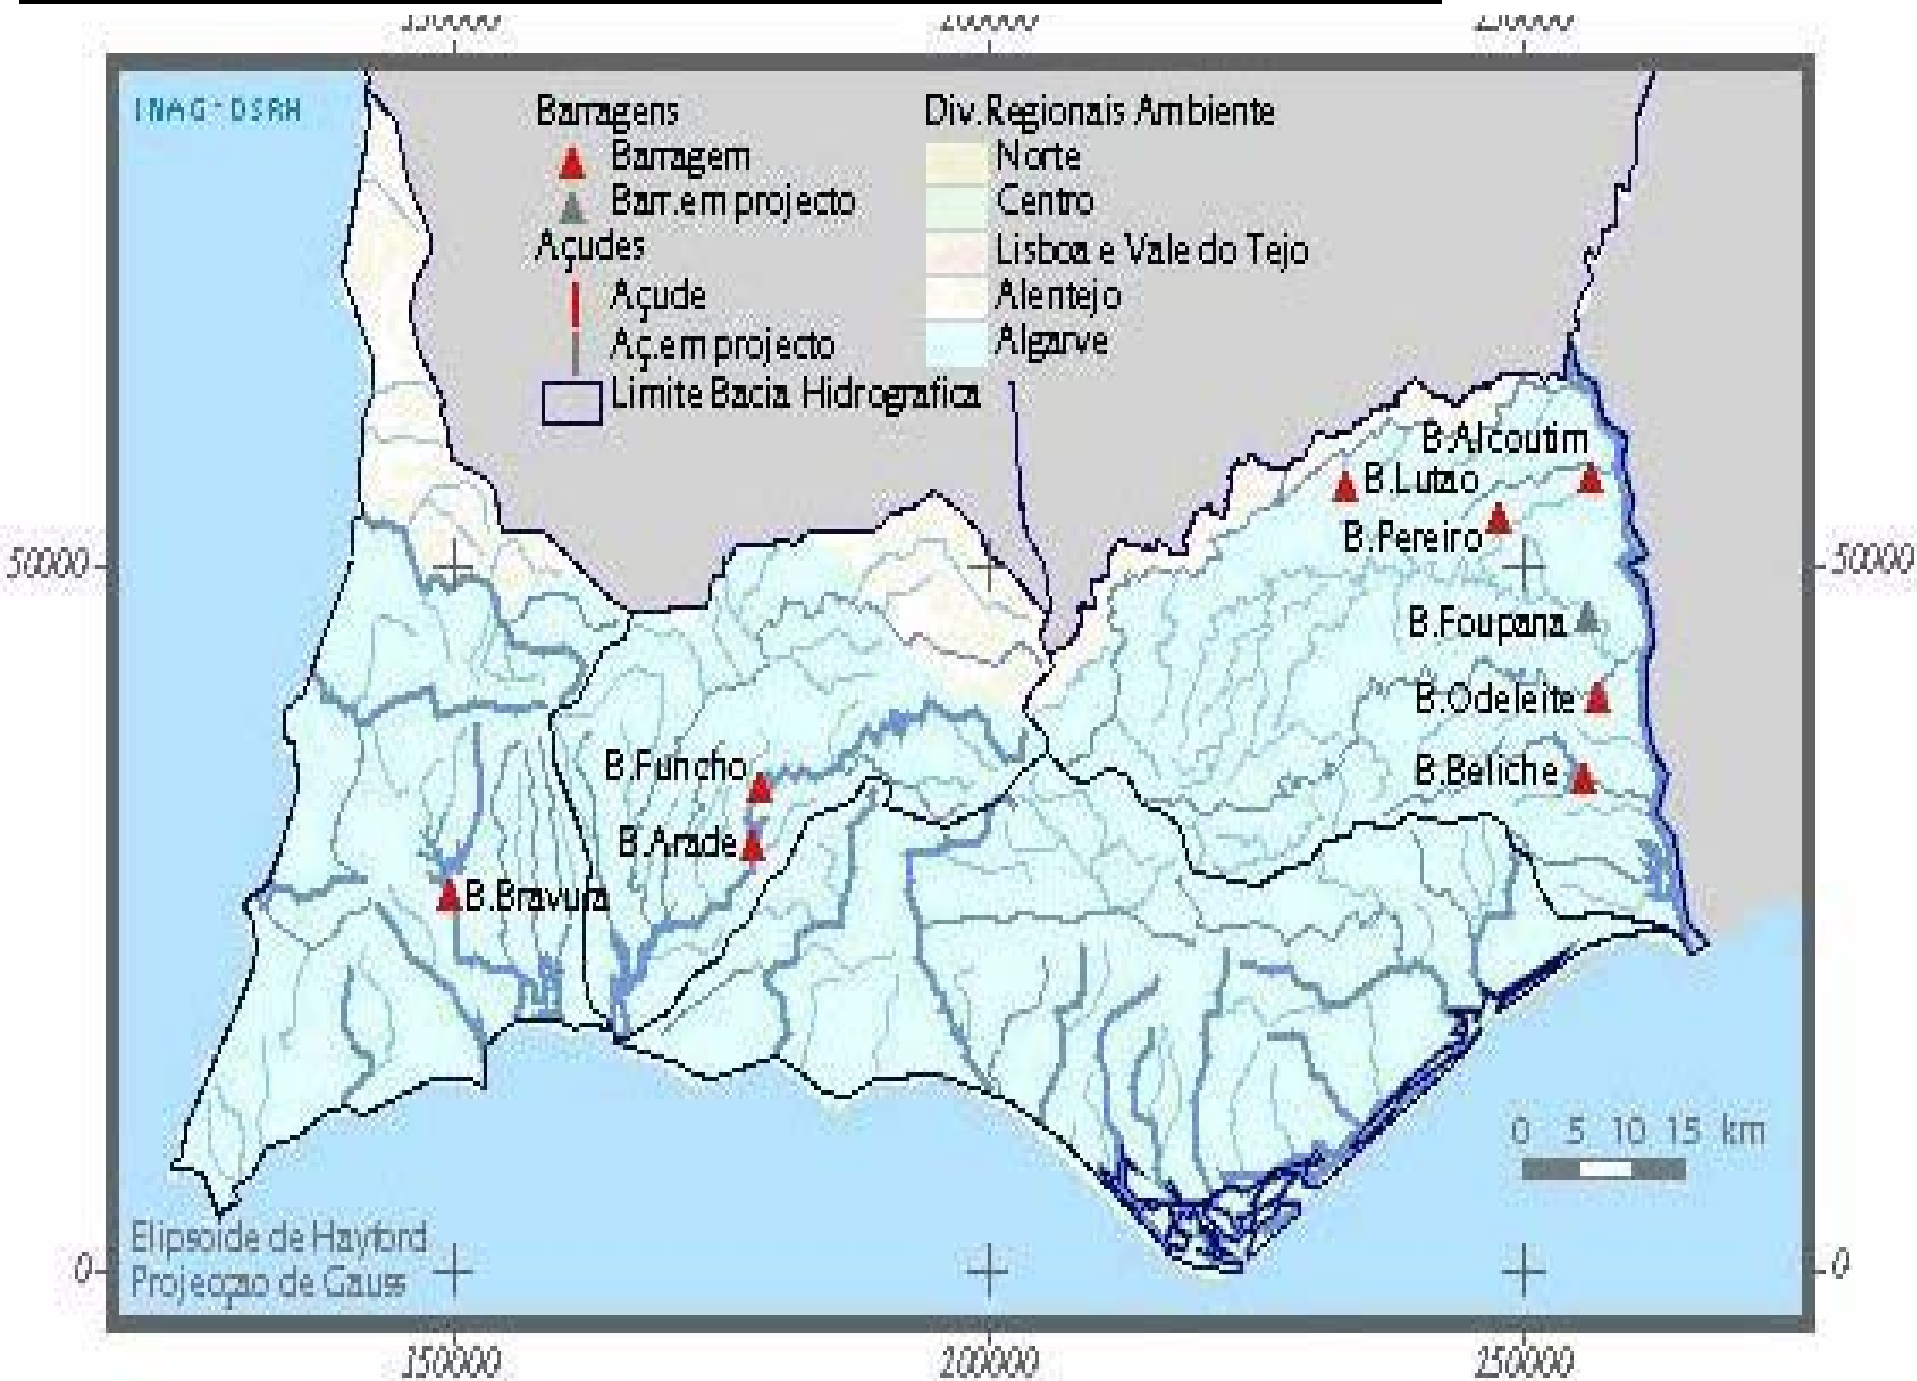 150000 200000 250000
INAG-DSRH
Barragens
Barragem
Barr.em projecto
Açudes
Açude
Aç.em projecto
Limite Bacia Hidrografica
Div.Regionais Ambiente
Norte
Centro
Lisboa e Vale do Tejo
Alentejo
Algarve
B.Alcoutim
B.Lutao
B.Pereiro
50000 50000
B.Foupana
B.Odeleite
B.Funcho
B.Beliche
B.Arade
B.Bravura
0 5 10 15 km
Elipsoide de Hayford
Projecçao de Gauss
0 0
150000 200000 250000